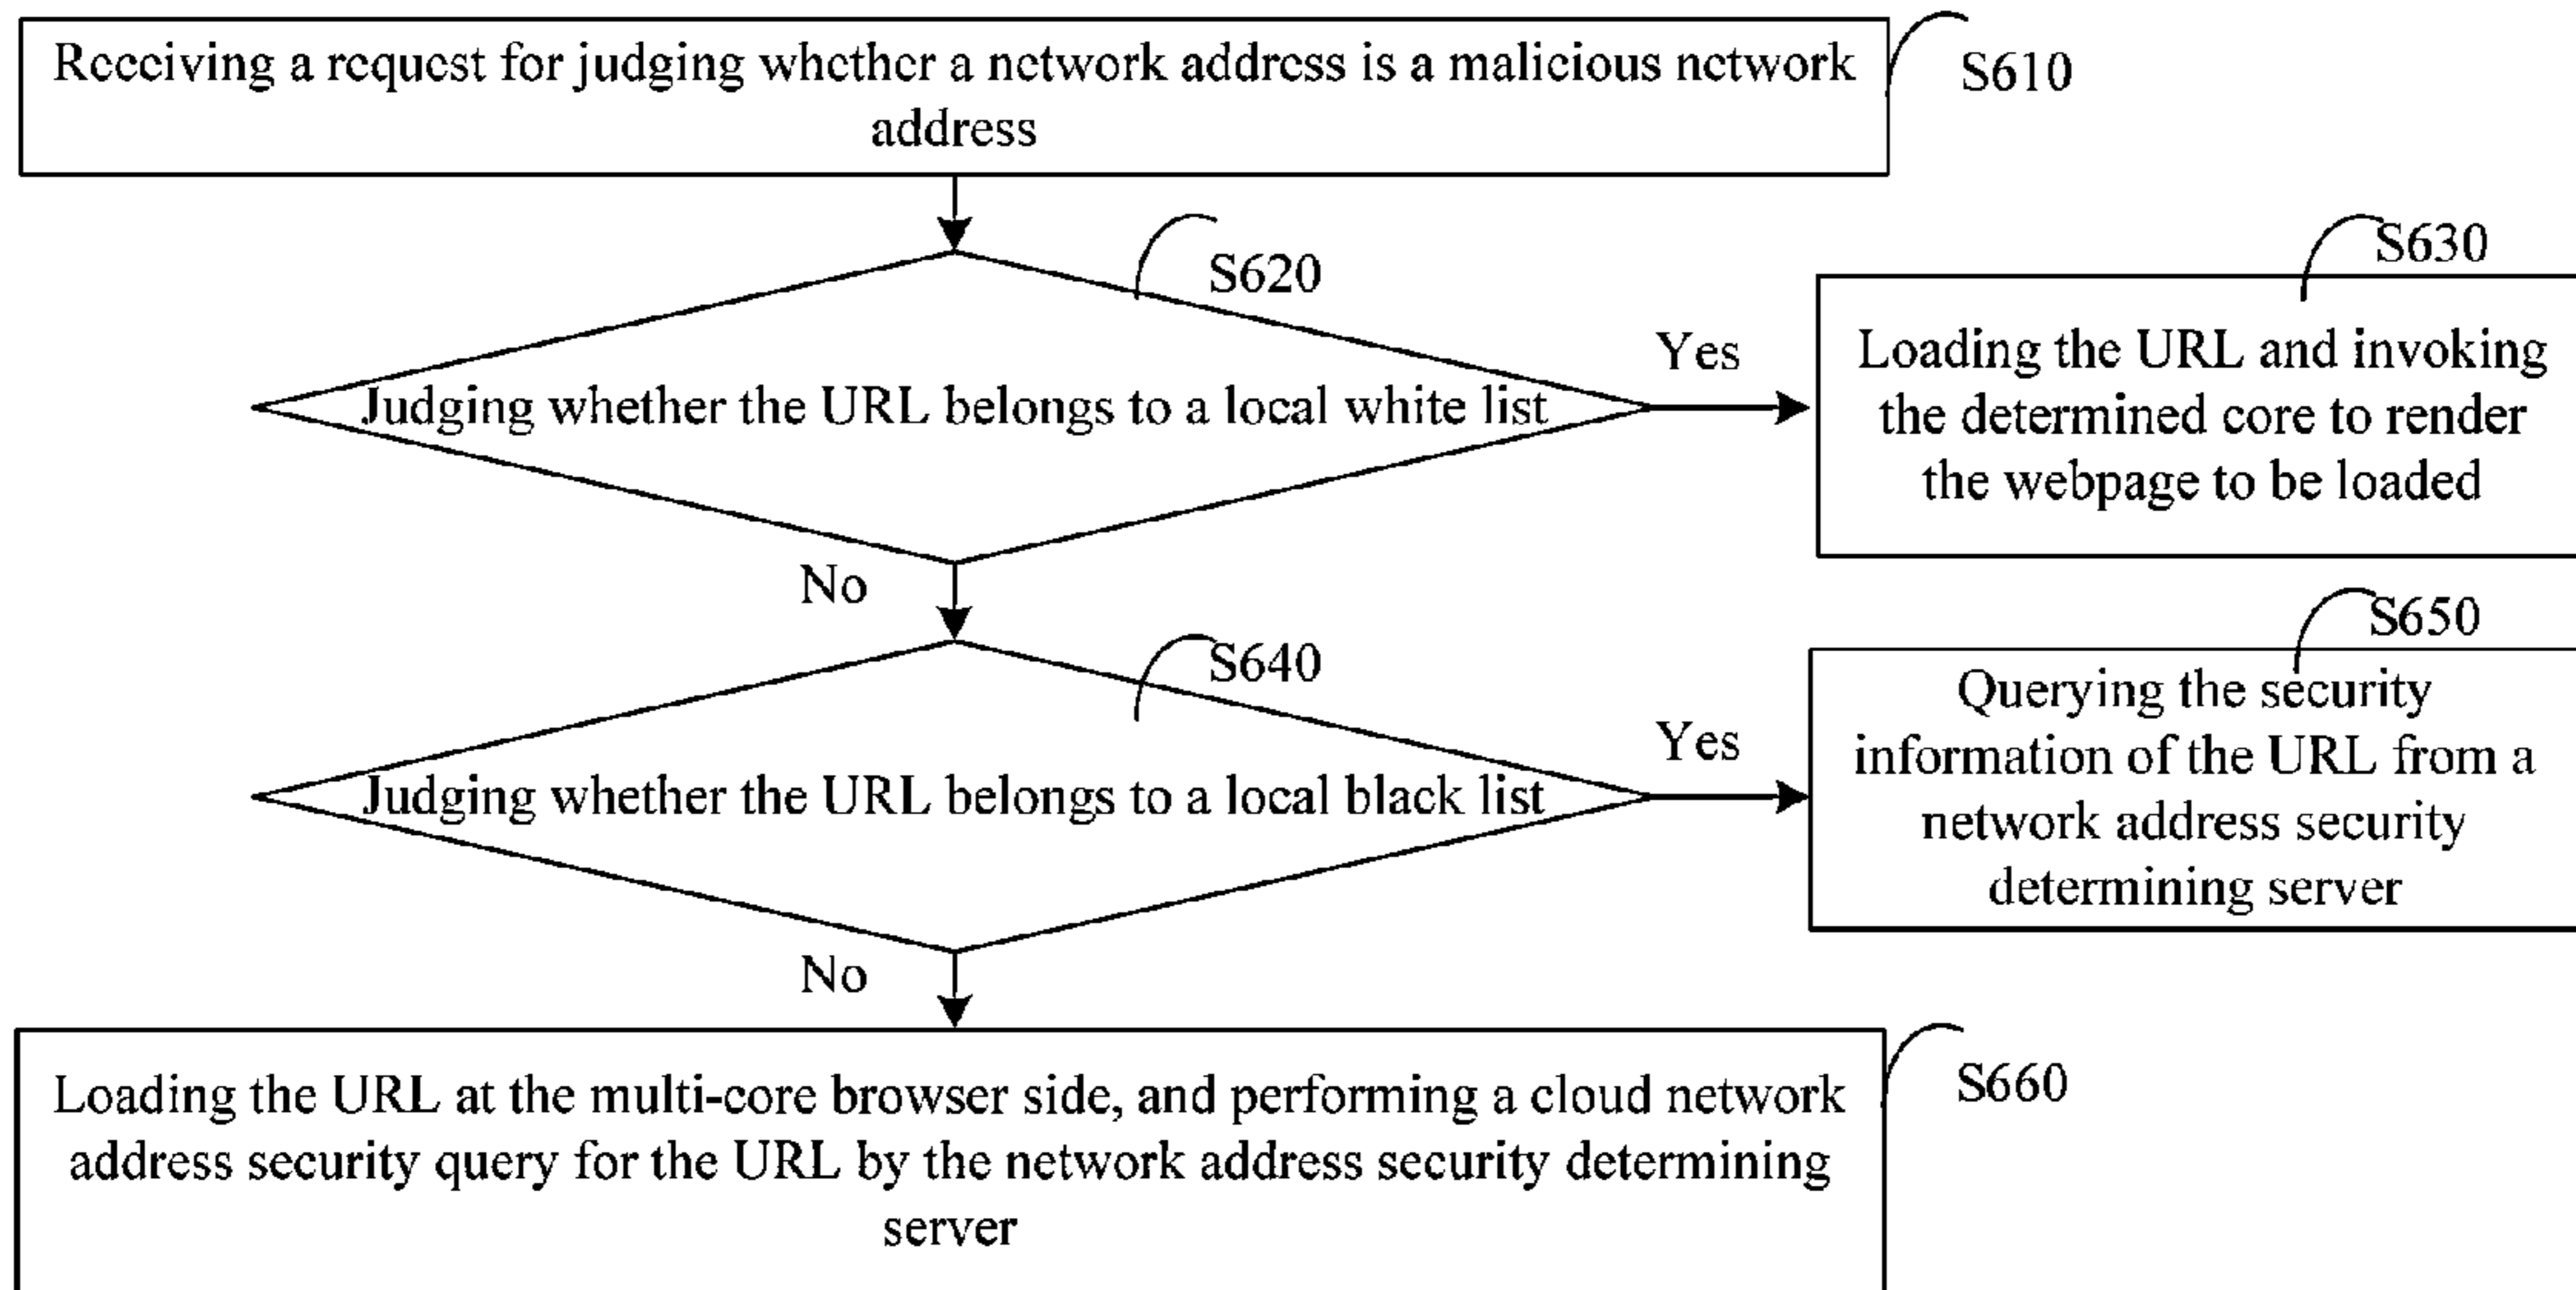 Receiving a request for judging whether a network address is a malicious network
address
S610
S620
Judging whether the URL belongs to a local white list
Yes
S630
Loading the URL and invoking
the determined core to render
the webpage to be loaded
No
S640
Judging whether the URL belongs to a local black list
Yes
S650
Querying the security
information of the URL from a
network address security
determining server
No
Loading the URL at the multi-core browser side, and performing a cloud network
address security query for the URL by the network address security determining
server
S660